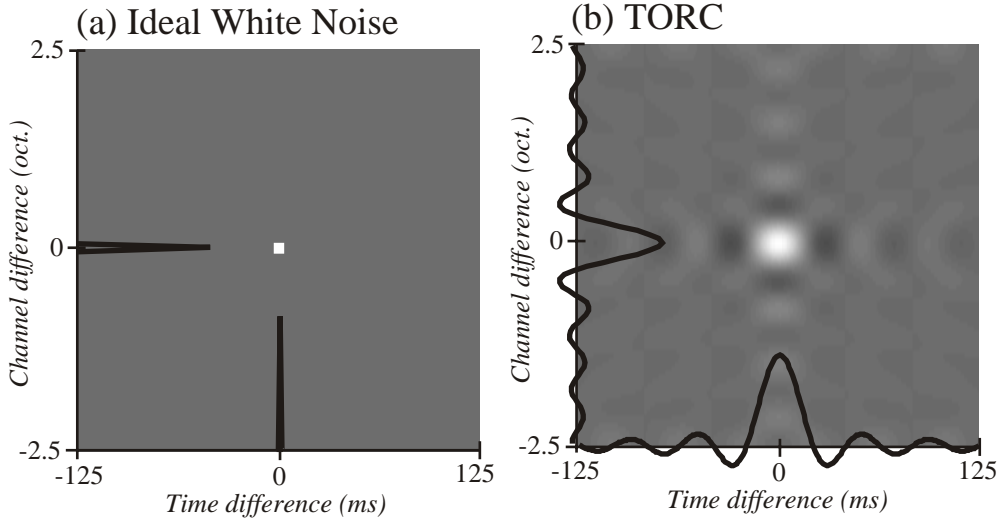 (a) Ideal White Noise
2.5
Channel difference (oct.)
0
-2.5
-125
0
125
Time difference (ms)
(b) TORC
2.5
Channel difference (oct.)
0
-2.5
-125
0
125
Time difference (ms)